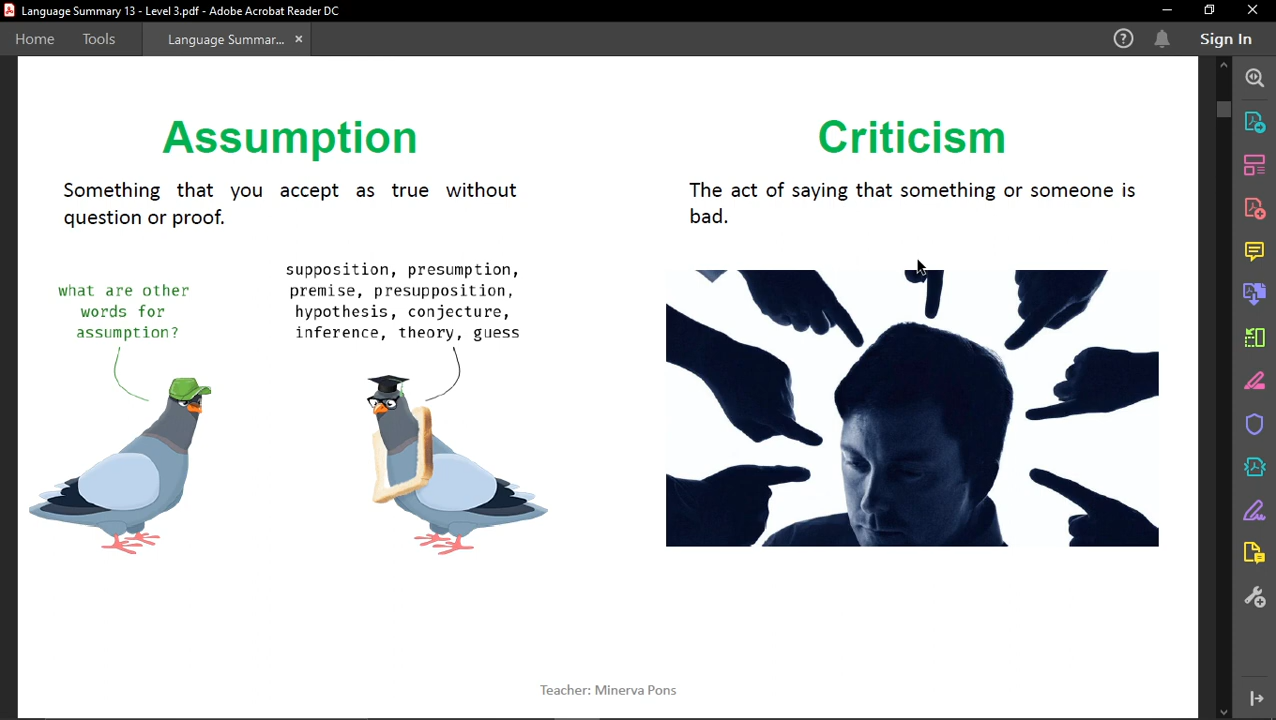 Language Summary 13 - Level 3.pdf - Adobe Acrobat Reader DC
Home
Tools
Language Summar...
Sign In
Assumption
Something that you accept as true without
question or proof.
what are other
words for
assumption?
supposition, presumption,
premise, presupposition,
hypothesis, conjecture,
inference, theory, guess
Criticism
The act of saying that something or someone is
bad.
Teacher: Minerva Pons